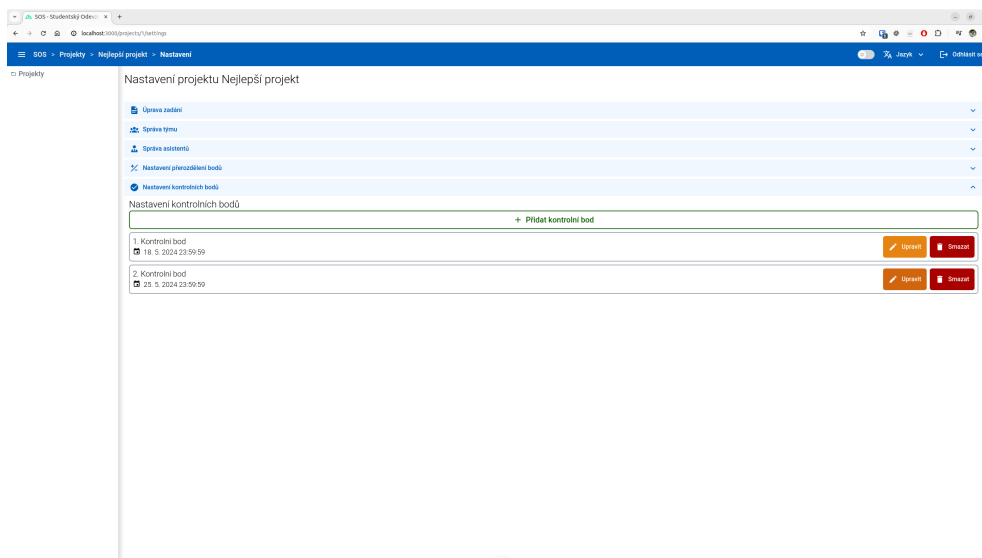 SOS - Studentský Odev
localhost:3000/projects/1/settings
SOS > Projekty > Nejlepší projekt > Nastavení
Jazyk
Odhlásit se
Projekty
Nastavení projektu Nejlepší projekt
Úprava zadání
Správa týmu
Správa asistentů
Nastavení přerozdělení bodů
Nastavení kontrolních bodů
Nastavení kontrolních bodů
+ Přidat kontrolní bod
1. Kontrolní bod
18. 5. 2024 23:59:59
Upravit
Smazat
2. Kontrolní bod
25. 5. 2024 23:59:59
Upravit
Smazat